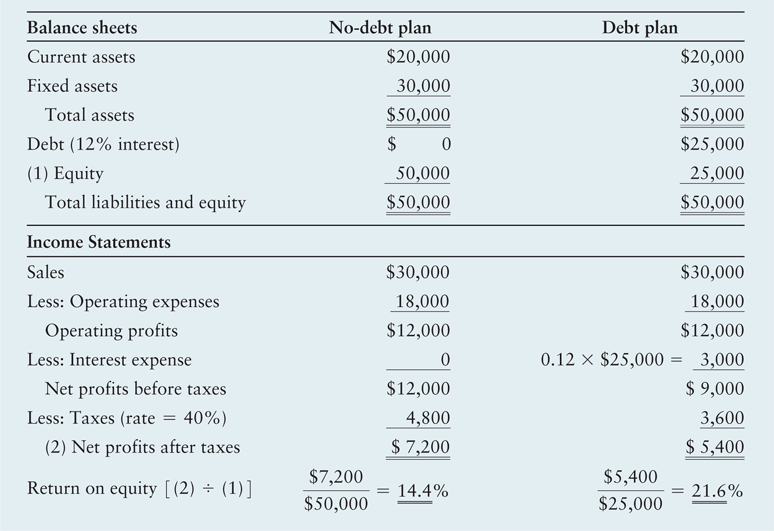 Balance sheets No-debt plan Debt plan
Current assets $20,000 $20,000
Fixed assets 30,000 30,000
Total assets $50,000 $50,000
Debt (12% interest) $ 0 $25,000
(1) Equity 50,000 25,000
Total liabilities and equity $50,000 $50,000
Income Statements
Sales $30,000 $30,000
Less: Operating expenses 18,000 18,000
Operating profits $12,000 $12,000
Less: Interest expense 0 0.12 × $25,000 = 3,000
Net profits before taxes $12,000 $ 9,000
Less: Taxes (rate = 40%) 4,800 3,600
(2) Net profits after taxes $ 7,200 $ 5,400
$7,200 $5,400
Return on equity [(2) ÷ (1)] = 14.4% = 21.6%
$50,000 $25,000